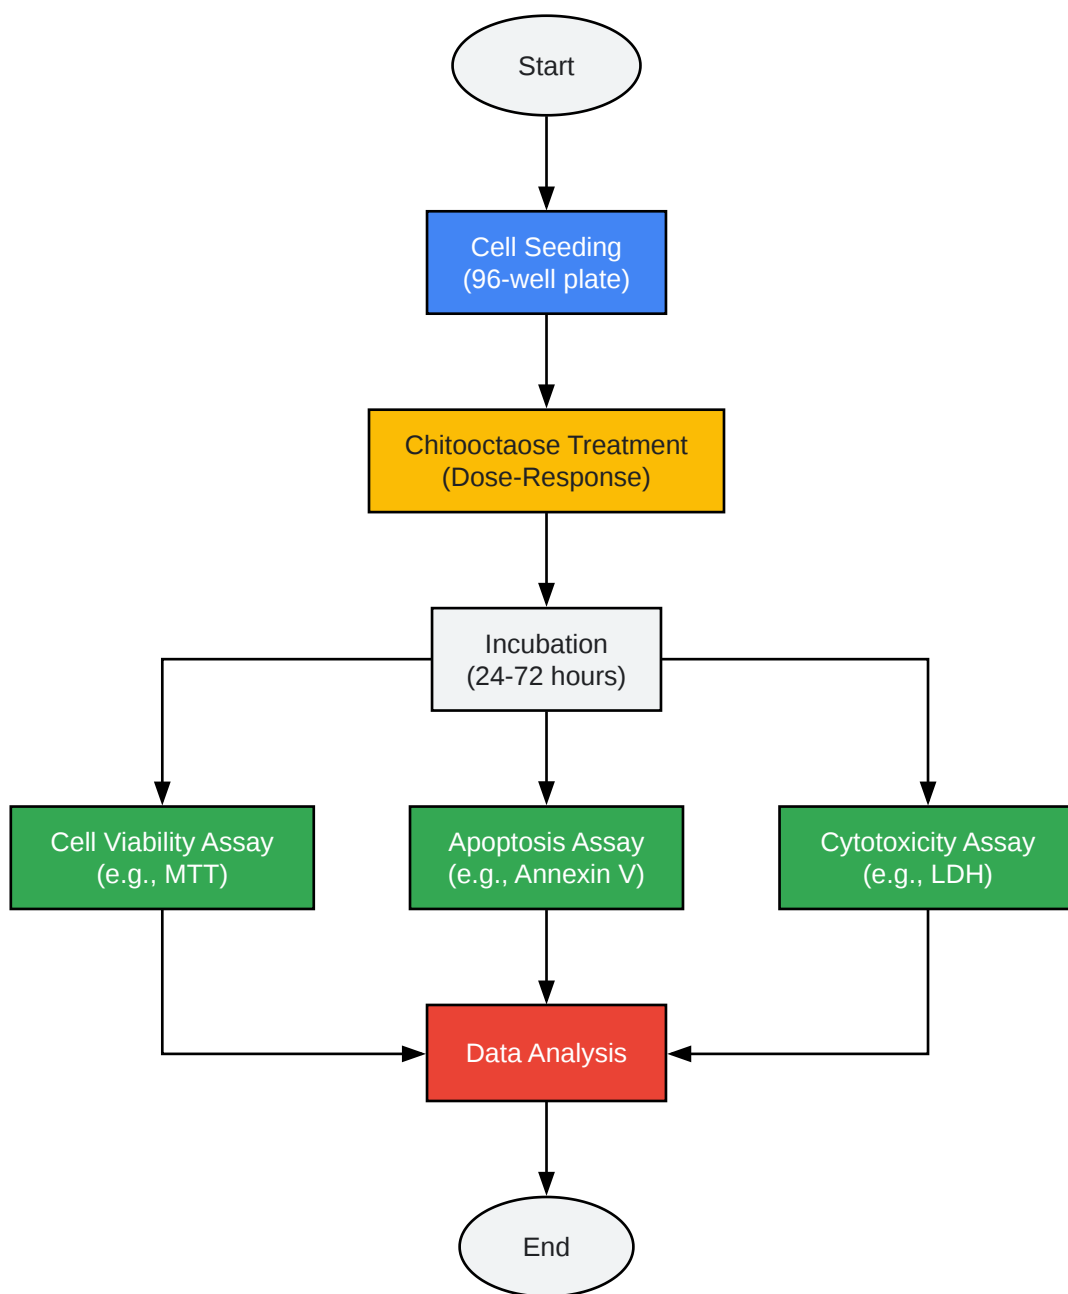 Start
Cell Seeding
(96-well plate)
Chitooctaose Treatment
(Dose-Response)
Incubation
(24-72 hours)
Cell Viability Assay
(e.g., MTT)
Apoptosis Assay
(e.g., Annexin V)
Cytotoxicity Assay
(e.g., LDH)
Data Analysis
End